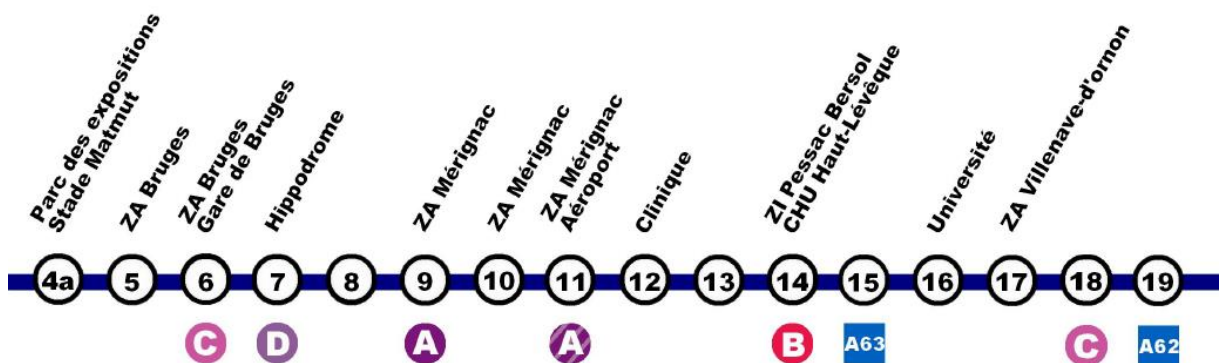 Parc des expositions
Stade Matmut
ZA Bruges
ZA Bruges
Gare de Bruges
Hippodrome
ZA Mérignac
ZA Mérignac
ZA Mérignac
Aéroport
Clinique
ZI Pessac Bersol
CHU Haut-Lévêque
Université
ZA Villenave-d'ornon
4a 5 6 7 8 9 10 11 12 13 14 15 16 17 18 19
C D A A B A63 C A62